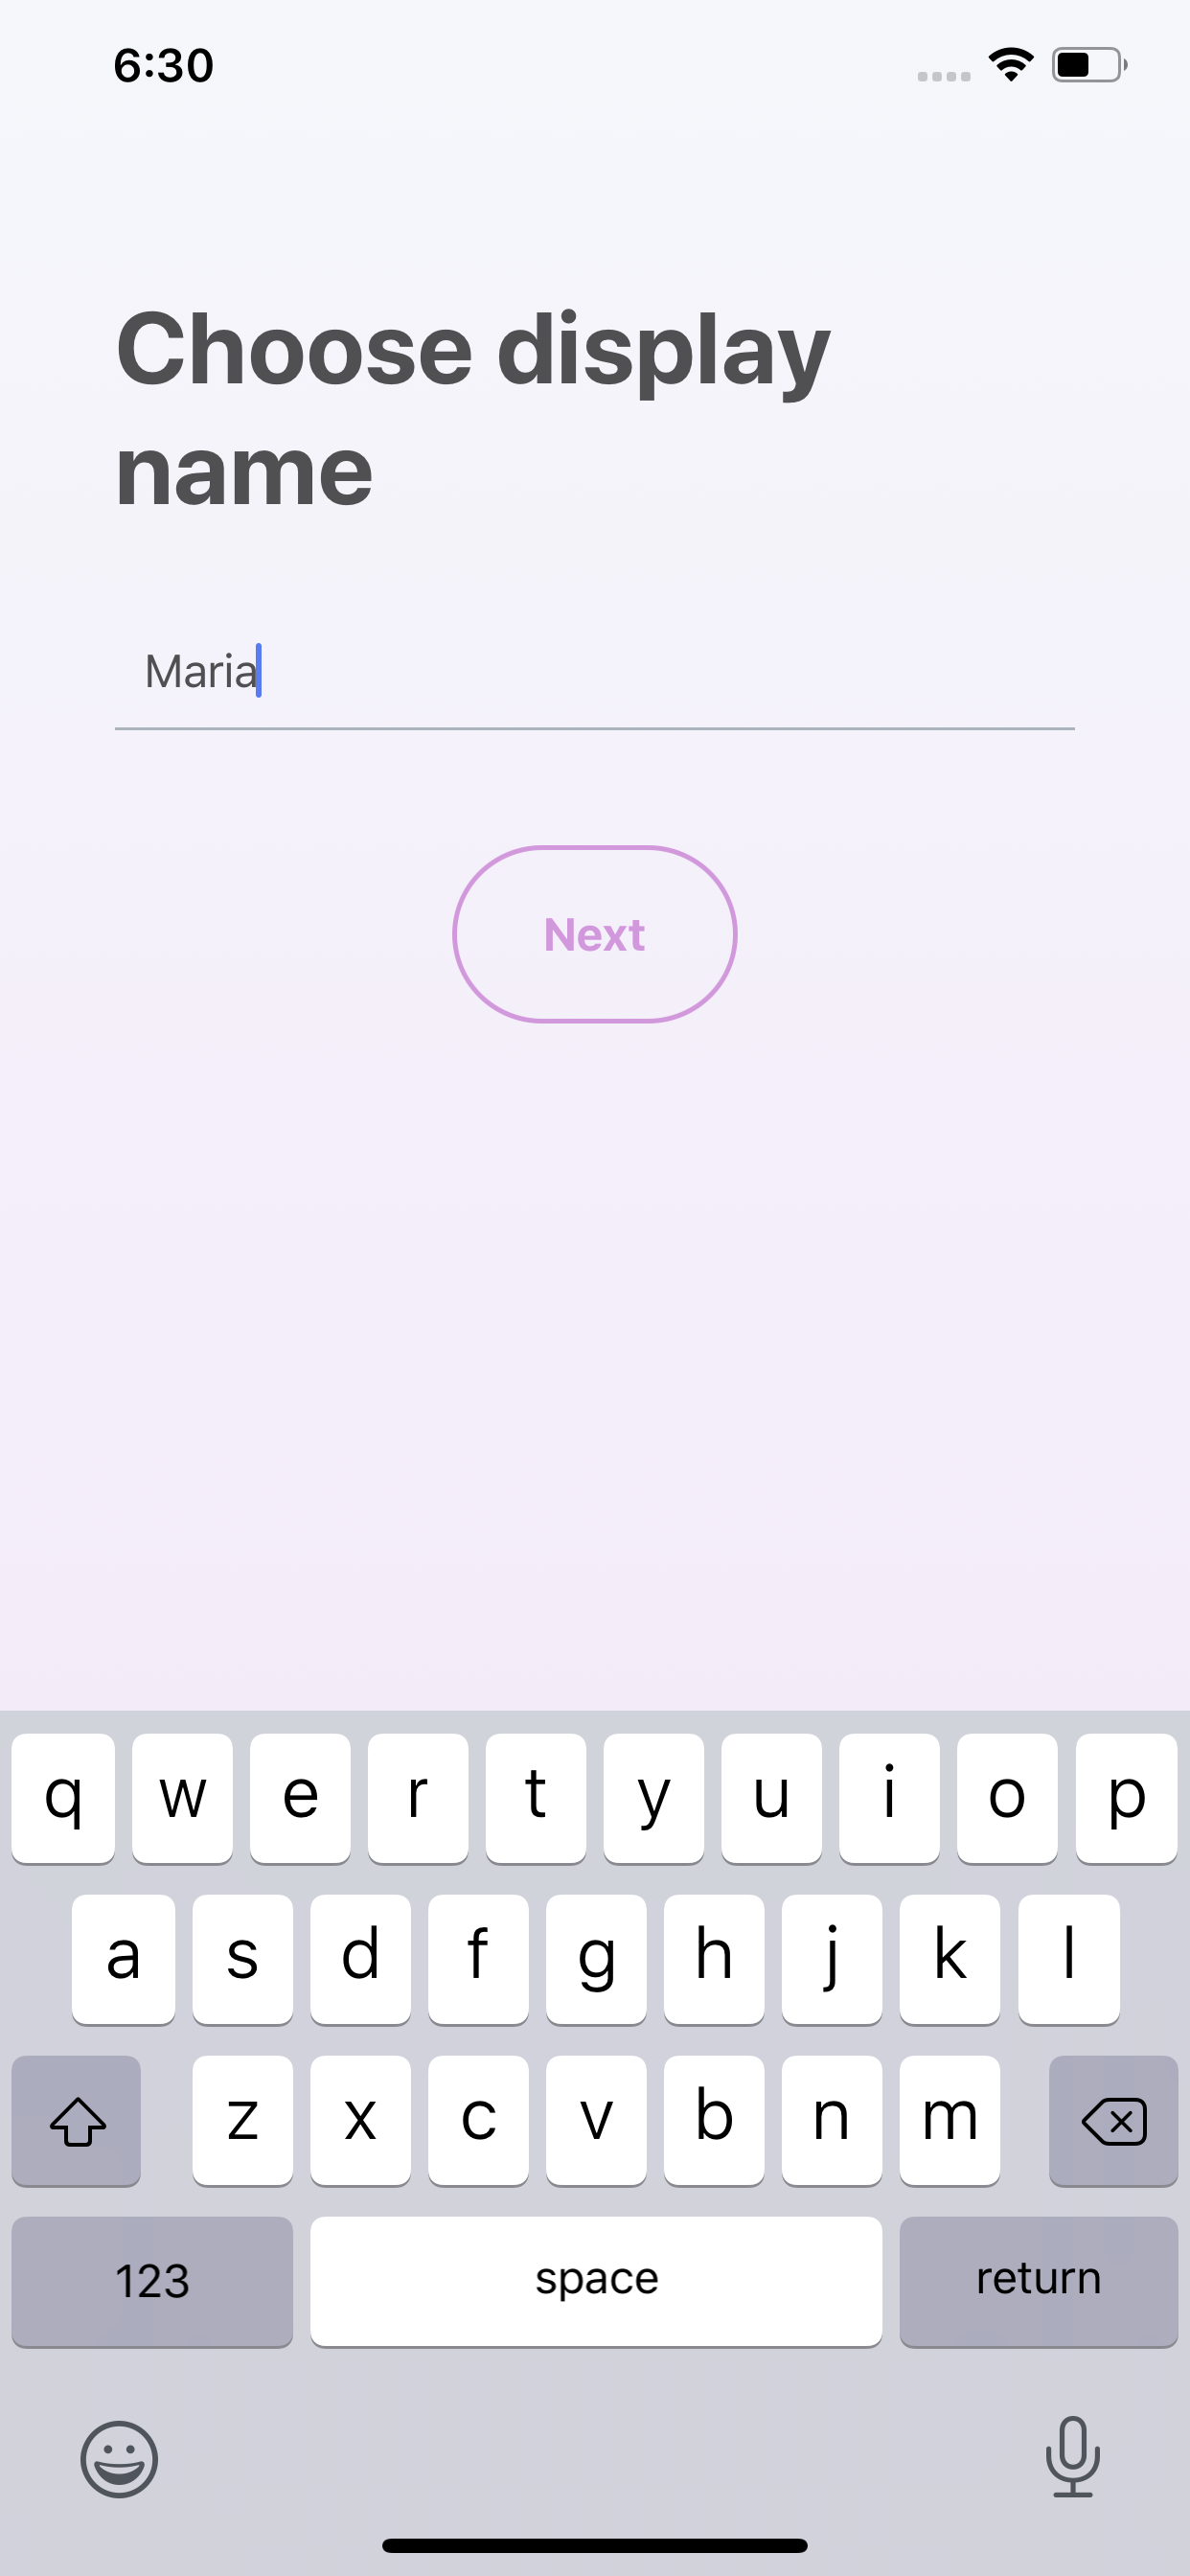 6:30
Choose display
name
Maria
Next
q w e r t y u i o p
a s d f g h j k l
z x c v b n m
123 space return